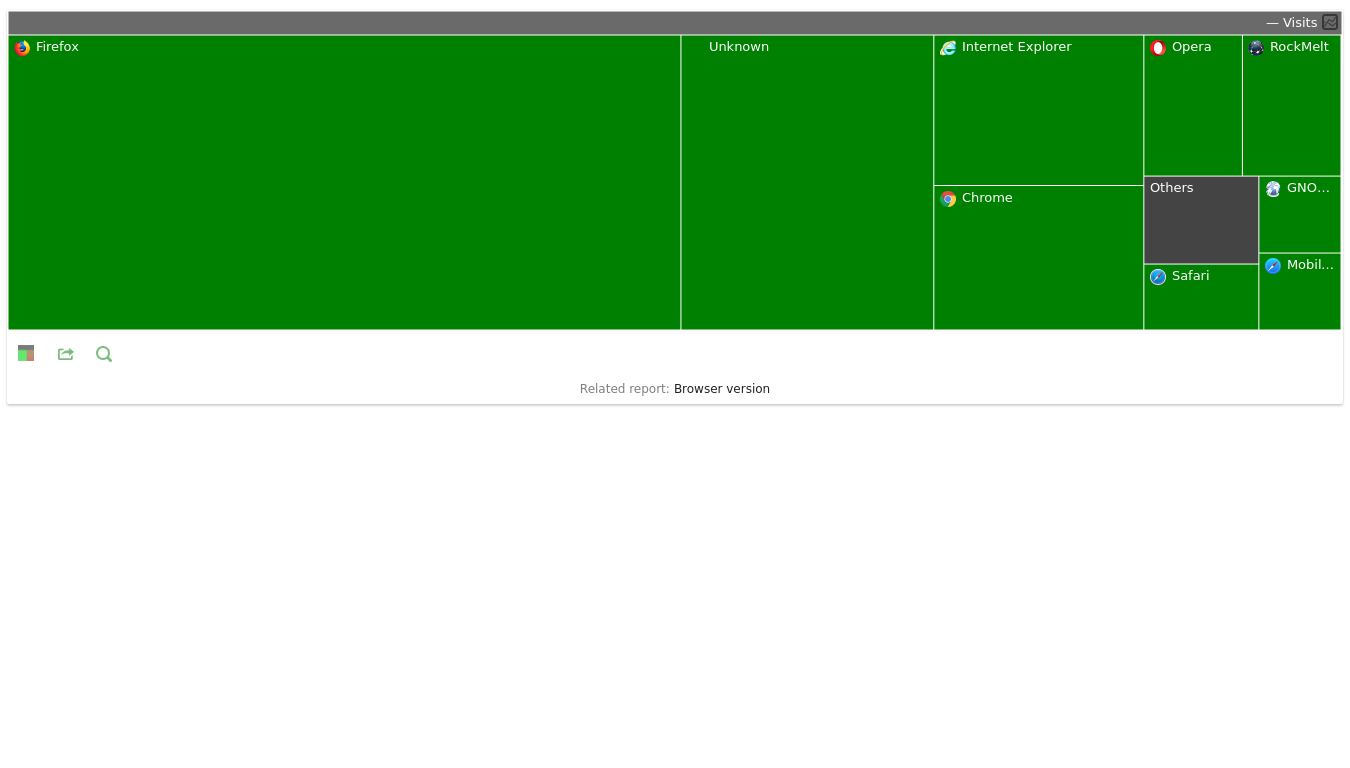 — Visits
Firefox
Unknown
Internet Explorer
Opera
RockMelt
Chrome
Others
GNO...
Safari
Mobil...
Related report: Browser version